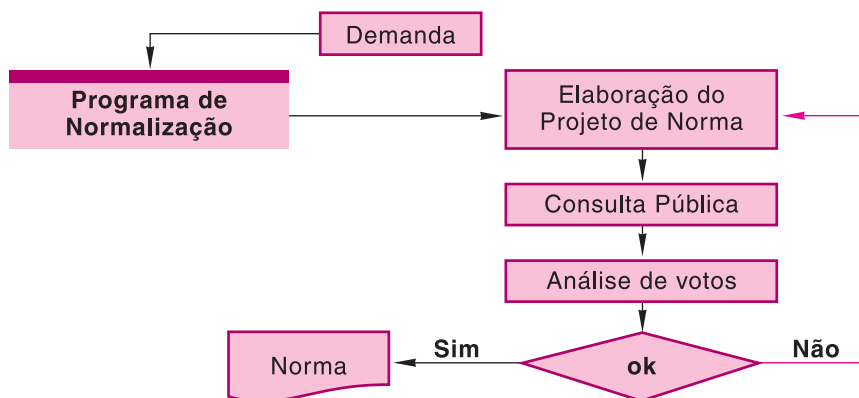 Demanda
Programa de
Normalização
Elaboração do
Projeto de Norma
Consulta Pública
Análise de votos
Norma
Sim
ok
Não